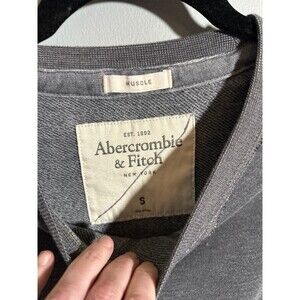 MUSCLE
EST. 1892
Abercrombie
& Fitch
NEW YORK
S